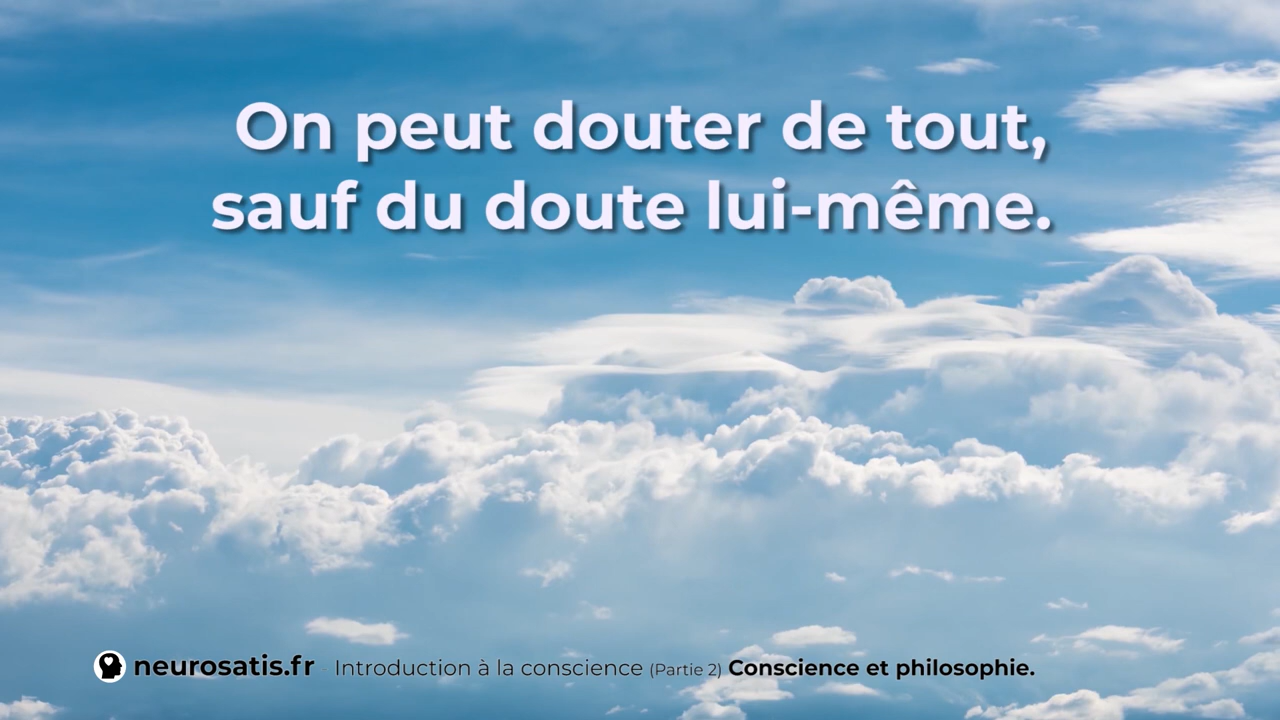 On peut douter de tout,
sauf du doute lui-même.
neurosatis.fr - Introduction à la conscience (Partie 2) Conscience et philosophie.